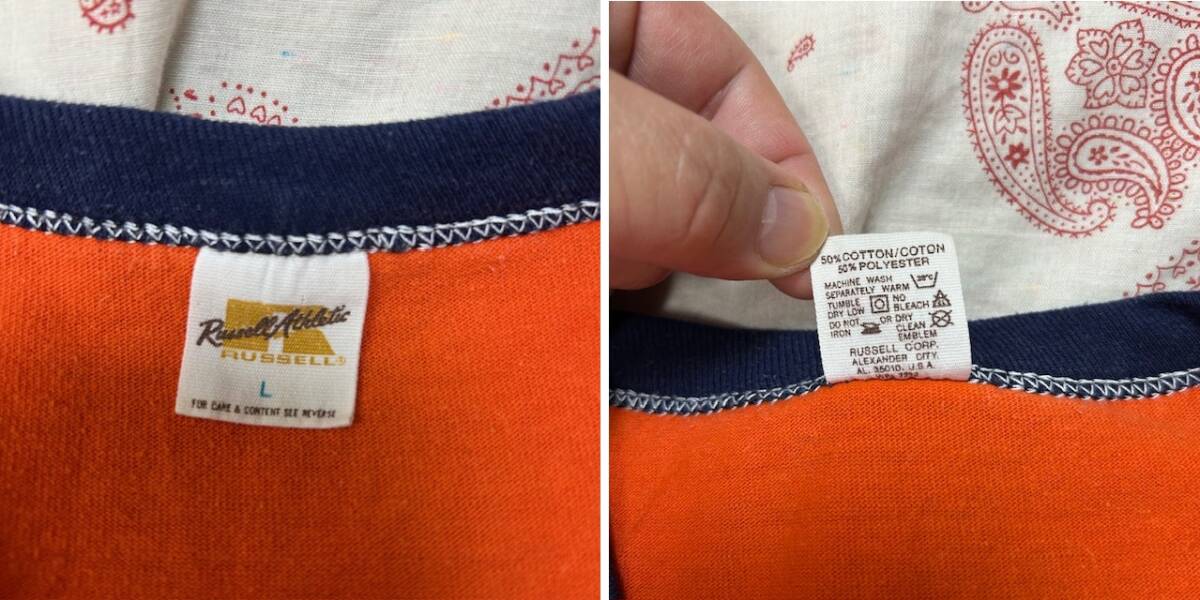 Russell Athletic
RUSSELL®
L
FOR CARE & CONTENT SEE REVERSE
50% COTTON/COTON
50% POLYESTER
MACHINE WASH
SEPARATELY WARM
TUMBLE NO
DRY LOW BLEACH
DO NOT OR DRY
IRON CLEAN
EMBLEM
RUSSELL CORP.
ALEXANDER CITY,
AL. 35010, U.S.A.